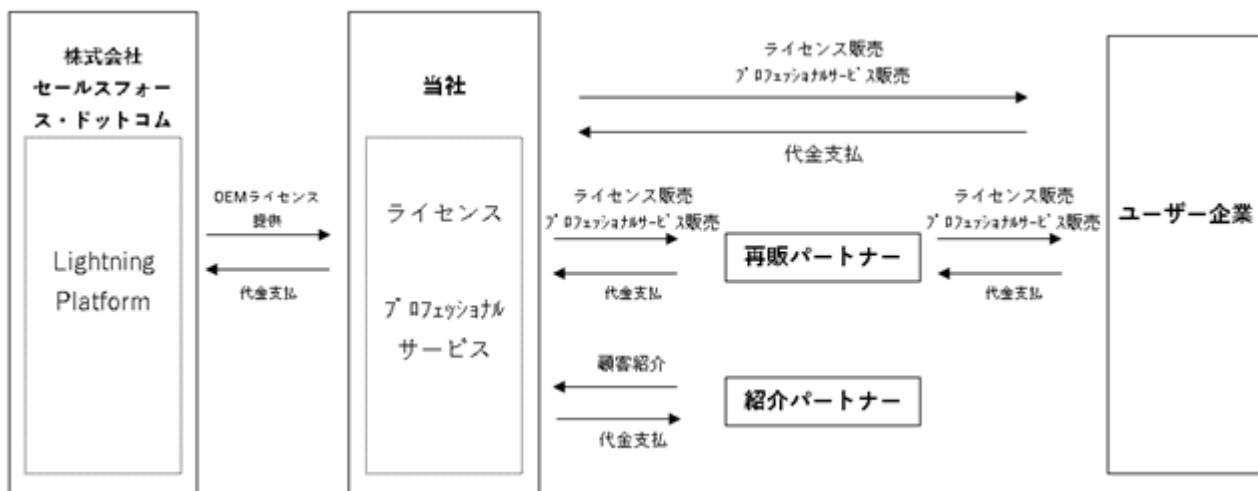 株式会社
セールスフォー
ス・ドットコム
Lightning
Platform
OEMライセンス
提供
代金支払
当社
ライセンス
ﾌﾟﾛﾌｪｯｼｮﾅﾙ
サービス
ライセンス販売
ﾌﾟﾛﾌｪｯｼｮﾅﾙｻｰﾋﾞｽ販売
代金支払
ライセンス販売
ﾌﾟﾛﾌｪｯｼｮﾅﾙｻｰﾋﾞｽ販売
代金支払
再販パートナー
ライセンス販売
ﾌﾟﾛﾌｪｯｼｮﾅﾙｻｰﾋﾞｽ販売
代金支払
顧客紹介
代金支払
紹介パートナー
ユーザー企業